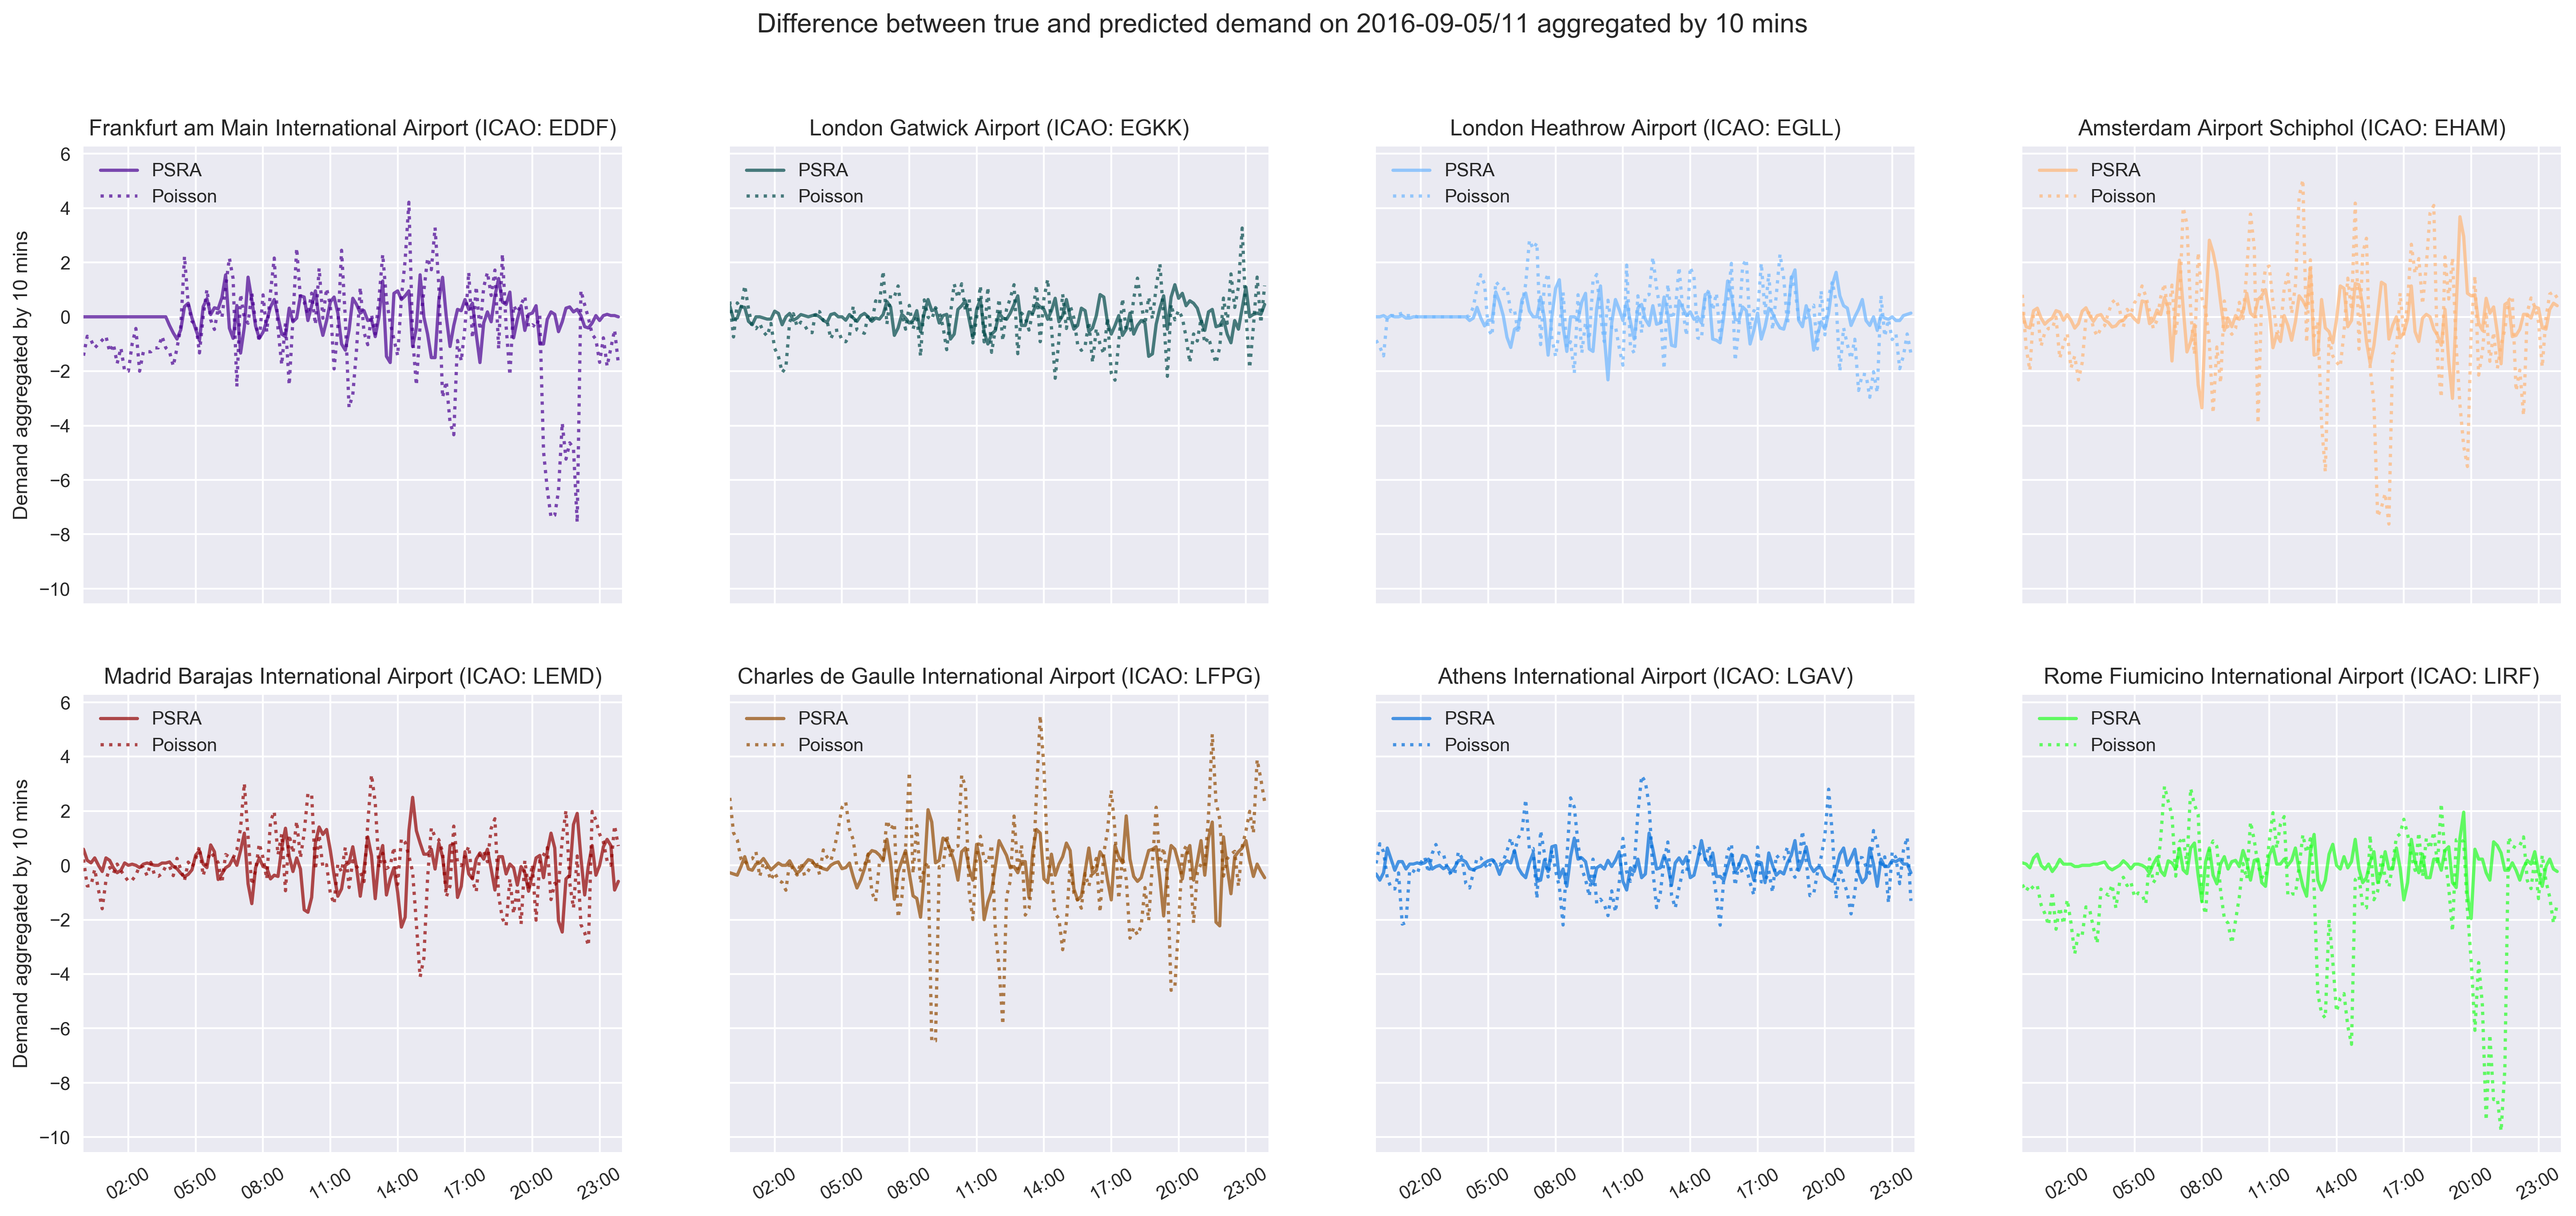 Difference between true and predicted demand on 2016-09-05/11 aggregated by 10 mins
Frankfurt am Main International Airport (ICAO: EDDF)
PSRA
Poisson
6
4
2
0
−2
−4
−6
−8
−10
Demand aggregated by 10 mins
London Gatwick Airport (ICAO: EGKK)
PSRA
Poisson
London Heathrow Airport (ICAO: EGLL)
PSRA
Poisson
Amsterdam Airport Schiphol (ICAO: EHAM)
PSRA
Poisson
Madrid Barajas International Airport (ICAO: LEMD)
PSRA
Poisson
6
4
2
0
−2
−4
−6
−8
−10
Demand aggregated by 10 mins
02:00 05:00 08:00 11:00 14:00 17:00 20:00 23:00
Charles de Gaulle International Airport (ICAO: LFPG)
PSRA
Poisson
02:00 05:00 08:00 11:00 14:00 17:00 20:00 23:00
Athens International Airport (ICAO: LGAV)
PSRA
Poisson
02:00 05:00 08:00 11:00 14:00 17:00 20:00 23:00
Rome Fiumicino International Airport (ICAO: LIRF)
PSRA
Poisson
02:00 05:00 08:00 11:00 14:00 17:00 20:00 23:00